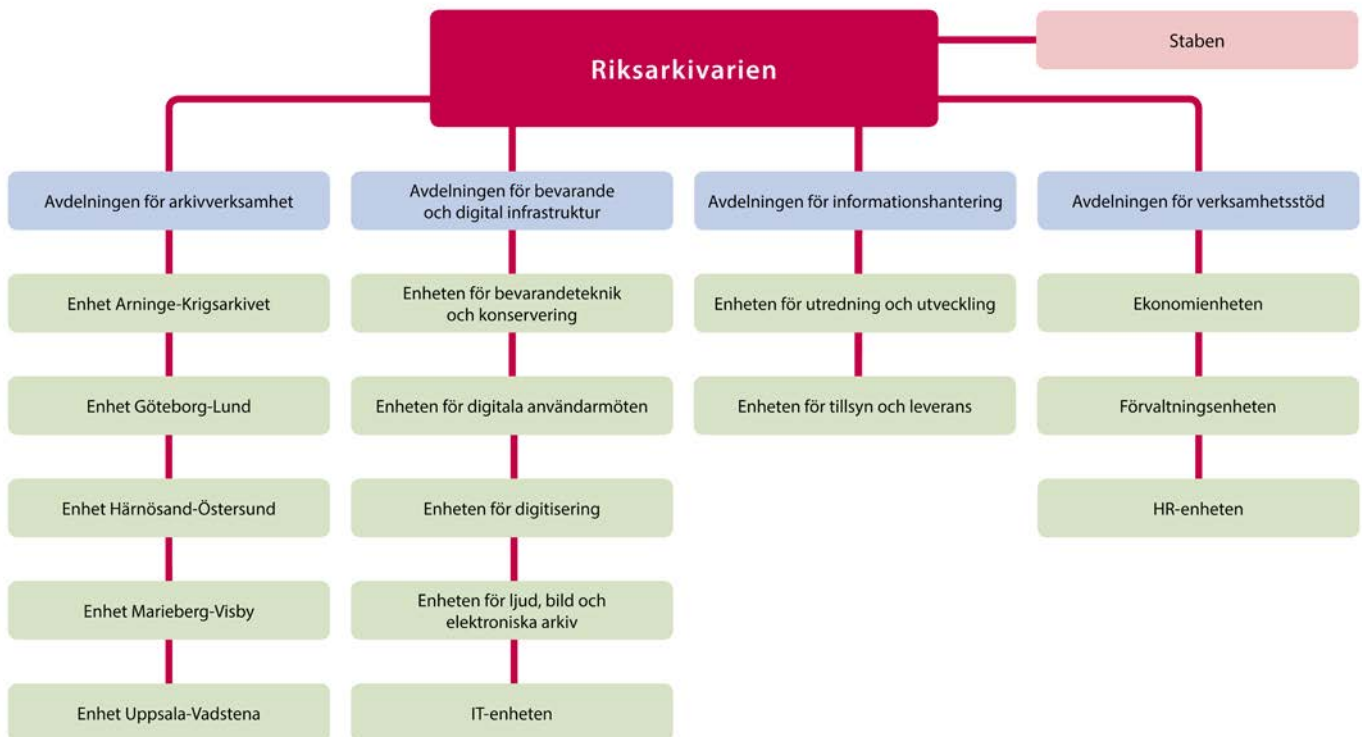 Riksarkivarien
Staben
Avdelningen för arkivverksamhet
Enhet Arninge-Krigsarkivet
Enhet Göteborg-Lund
Enhet Härnösand-Östersund
Enhet Marieberg-Visby
Enhet Uppsala-Vadstena
Avdelningen för bevarande
och digital infrastruktur
Enheten för bevarandeteknik
och konservering
Enheten för digitala användarmöten
Enheten för digitisering
Enheten för ljud, bild och
elektroniska arkiv
IT-enheten
Avdelningen för informationshantering
Enheten för utredning och utveckling
Enheten för tillsyn och leverans
Avdelningen för verksamhetsstöd
Ekonomienheten
Förvaltningsenheten
HR-enheten